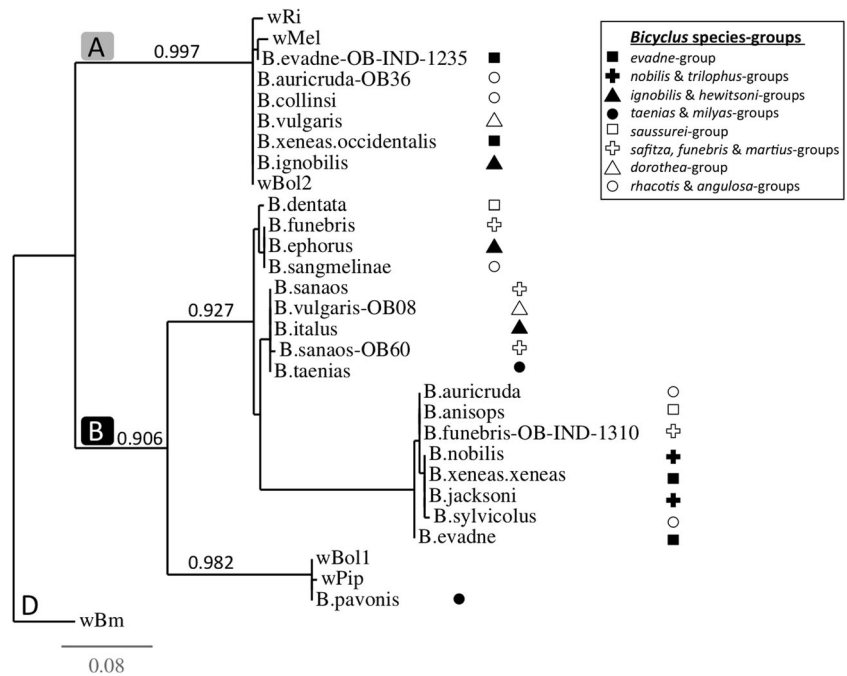 A
0.997
wRi
wMel
B.evadne-OB-IND-1235
B.auricruda-OB36
B.collinsi
B.vulgaris
B.xeneas.occidentalis
B.ignobilis
wBol2
B.dentata
B.funebris
B.ephorus
B.sangmelinae
0.927
B.sanaos
B.vulgaris-OB08
B.italus
B.sanaos-OB60
B.taenias
B
0.906
B.auricruda
B.anisops
B.funebris-OB-IND-1310
B.nobilis
B.xeneas.xeneas
B.jacksoni
B.sylvicolus
B.evadne
0.982
wBol1
wPip
B.pavonis
D
wBm
0.08
Bicyclus species-groups
evadne-group
nobilis & trilophus-groups
ignobilis & hewitsoni-groups
taenias & milyas-groups
saussurei-group
safitza, funebris & martius-groups
dorothea-group
rhacotis & angulosa-groups